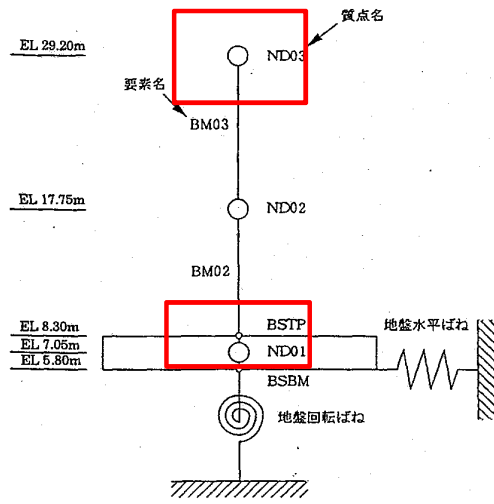 質点名
EL 29.20m
ND03
要素名
BM03
EL 17.75m
ND02
BM02
EL 8.30m
BSTP
地盤水平ばね
EL 7.05m
ND01
EL 5.80m
BSBM
地盤回転ばね